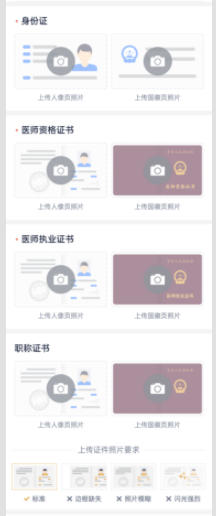 * 身份证
上传人像页照片 上传国徽页照片
* 医师资格证书
上传人像页照片 上传国徽页照片
* 医师执业证书
上传人像页照片 上传国徽页照片
职称证书
上传人像页照片 上传国徽页照片
上传证件照片要求
✓ 标准 ✕ 边框缺失 ✕ 照片模糊 ✕ 闪光强烈